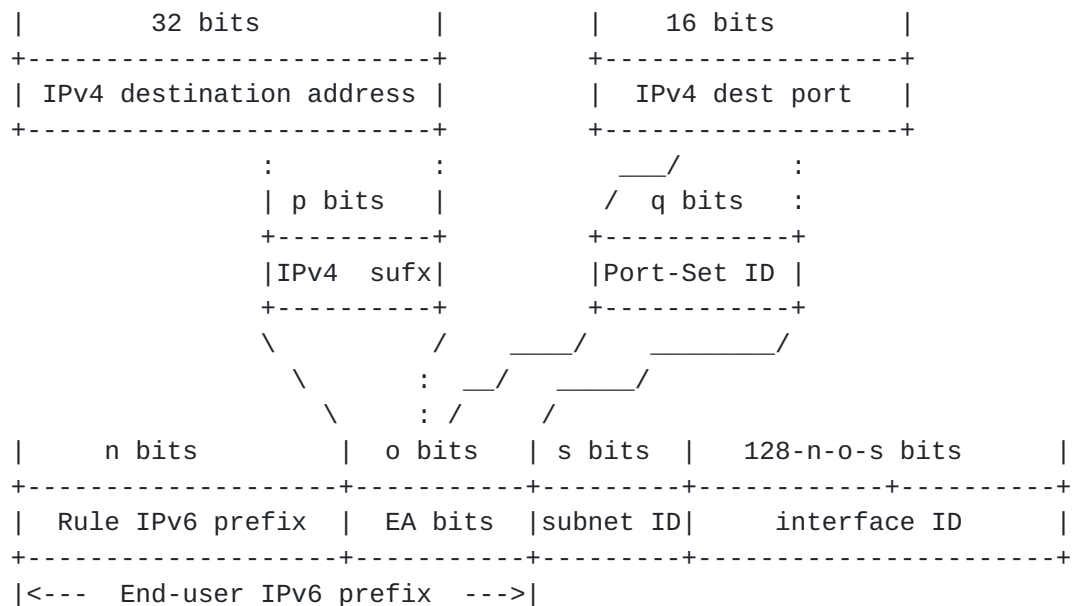 |        32 bits           |         |    16 bits        |
+--------------------------+         +-------------------+
| IPv4 destination address |         |  IPv4 dest port   |
+--------------------------+         +-------------------+
                :          :           ___/       :
                | p bits   |          /  q bits   :
                +----------+         +------------+
                |IPv4  sufx|         |Port-Set ID |
                +----------+         +------------+
                \          /    ____/    ________/
                  \       :  __/   _____/
                    \     : /     /
|     n bits         |  o bits   | s bits  |   128-n-o-s bits      |
+--------------------+-----------+---------+------------+----------+
|  Rule IPv6 prefix  |  EA bits  |subnet ID|     interface ID      |
+--------------------+-----------+---------+-----------------------+
|<---  End-user IPv6 prefix  --->|